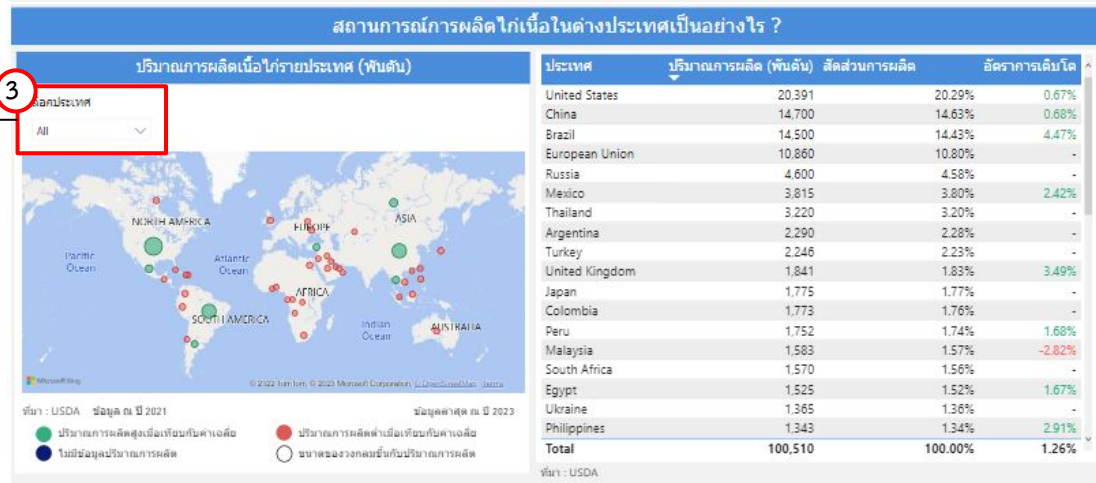 สถานการณ์การผลิตไก่เนื้อในต่างประเทศเป็นอย่างไร ?
ปริมาณการผลิตเนื้อไก่รายประเทศ (พันตัน)
3
ลือกประเทศ
All
NORTH AMERICA
EUROPE
ASIA
Pacific
Ocean
Atlantic
Ocean
AFRICA
SOUTH AMERICA
Indian
Ocean
AUSTRALIA
Microsoft Bing
© 2022 TomTom, © 2023 Microsoft Corporation, © OpenStreetMap Terms
ที่มา : USDA ข้อมูล ณ ปี 2021
ข้อมูลล่าสุด ณ ปี 2023
ปริมาณการผลิตสูงเมื่อเทียบกับค่าเฉลี่ย
ปริมาณการผลิตต่ำเมื่อเทียบกับค่าเฉลี่ย
ไม่มีข้อมูลปริมาณการผลิต
ขนาดของวงกลมขึ้นกับปริมาณการผลิต
ประเทศ ปริมาณการผลิต (พันตัน) สัดส่วนการผลิต อัตราการเติบโต
United States 20,391 20.29% 0.67%
China 14,700 14.63% 0.68%
Brazil 14,500 14.43% 4.47%
European Union 10,860 10.80% -
Russia 4,600 4.58% -
Mexico 3,815 3.80% 2.42%
Thailand 3,220 3.20% -
Argentina 2,290 2.28% -
Turkey 2,246 2.23% -
United Kingdom 1,841 1.83% 3.49%
Japan 1,775 1.77% -
Colombia 1,773 1.76% -
Peru 1,752 1.74% 1.68%
Malaysia 1,583 1.57% -2.82%
South Africa 1,570 1.56% -
Egypt 1,525 1.52% 1.67%
Ukraine 1,365 1.36% -
Philippines 1,343 1.34% 2.91%
Total 100,510 100.00% 1.26%
ที่มา : USDA